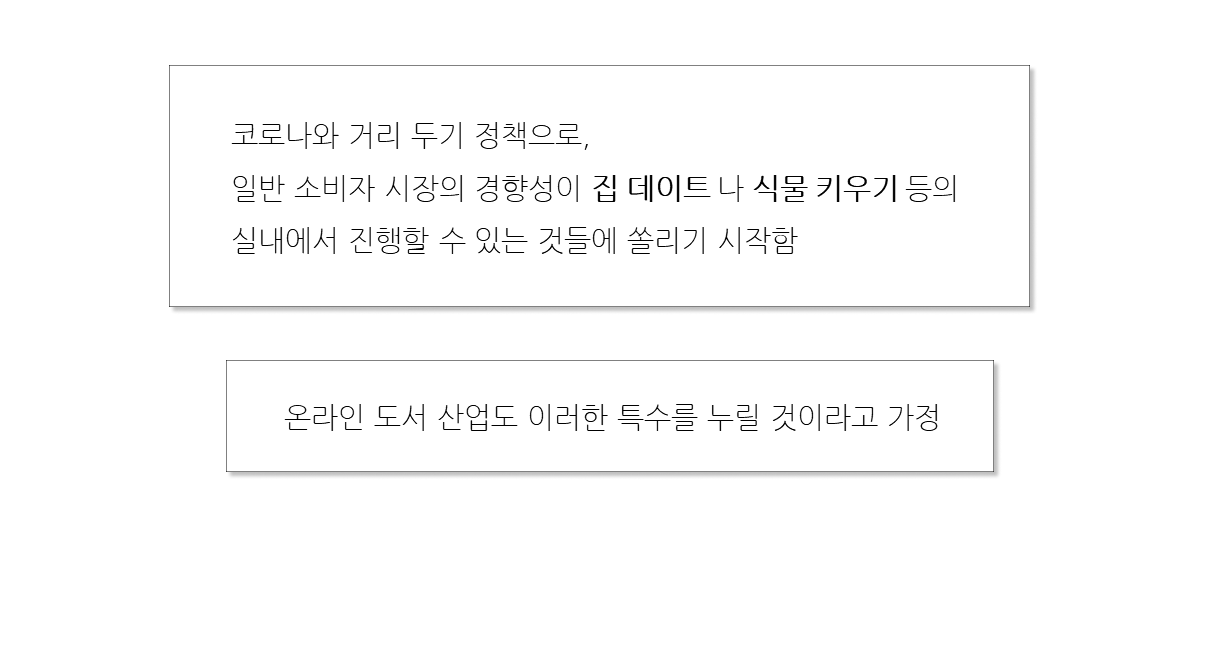 코로나와 거리 두기 정책으로,
일반 소비자 시장의 경향성이 집 데이트 나 식물 키우기 등의
실내에서 진행할 수 있는 것들에 쏠리기 시작함
온라인 도서 산업도 이러한 특수를 누릴 것이라고 가정